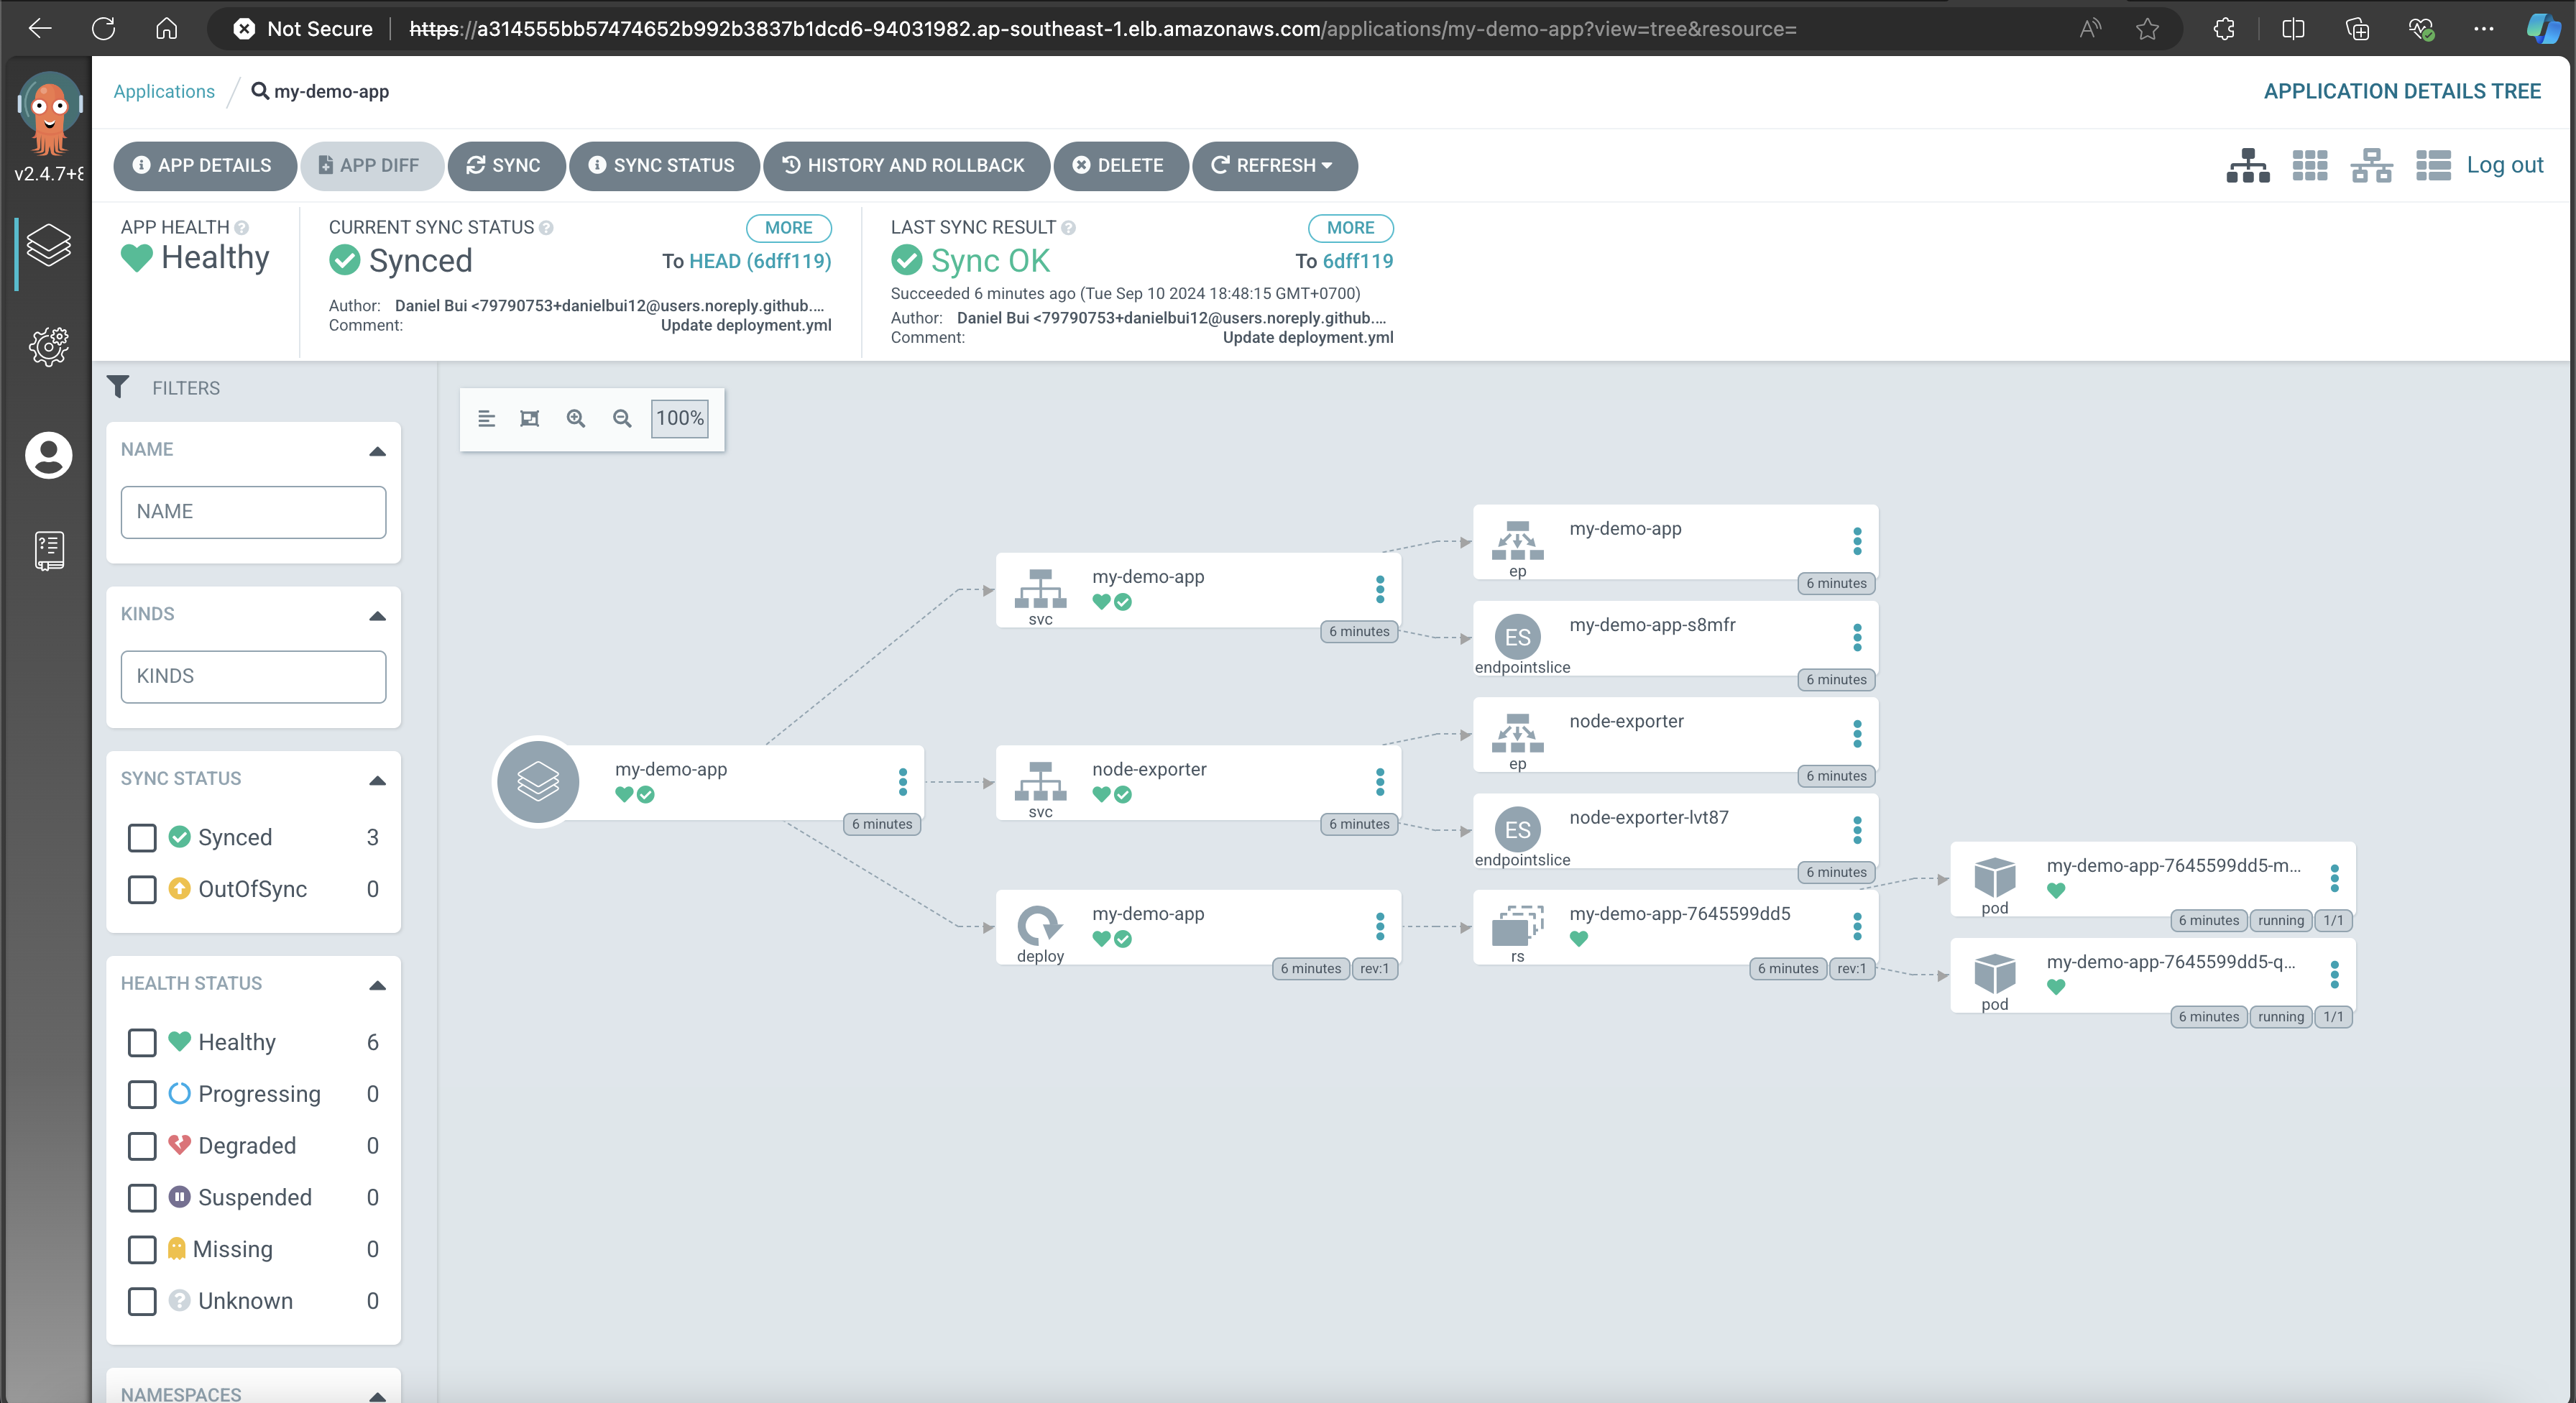 Not Secure https://a314555bb57474652b992b3837b1dcd6-94031982.ap-southeast-1.elb.amazonaws.com/applications/my-demo-app?view=tree&resource=
Applications / my-demo-app
APPLICATION DETAILS TREE
v2.4.7+8
APP DETAILS APP DIFF SYNC SYNC STATUS HISTORY AND ROLLBACK DELETE REFRESH
Log out
APP HEALTH
Healthy
CURRENT SYNC STATUS MORE
Synced To HEAD (6dff119)
Author: Daniel Bui <79790753+danielbui12@users.noreply.github....
Comment: Update deployment.yml
LAST SYNC RESULT MORE
Sync OK To 6dff119
Succeeded 6 minutes ago (Tue Sep 10 2024 18:48:15 GMT+0700)
Author: Daniel Bui <79790753+danielbui12@users.noreply.github....
Comment: Update deployment.yml
FILTERS
NAME
NAME
KINDS
KINDS
SYNC STATUS
Synced 3
OutOfSync 0
HEALTH STATUS
Healthy 6
Progressing 0
Degraded 0
Suspended 0
Missing 0
Unknown 0
NAMESPACES
100%
my-demo-app
6 minutes
my-demo-app
svc
6 minutes
node-exporter
svc
6 minutes
my-demo-app
deploy
6 minutes rev:1
my-demo-app
ep
6 minutes
ES
my-demo-app-s8mfr
endpointslice
6 minutes
node-exporter
ep
6 minutes
ES
node-exporter-lvt87
endpointslice
6 minutes
my-demo-app-7645599dd5
rs
6 minutes rev:1
my-demo-app-7645599dd5-m...
pod
6 minutes running 1/1
my-demo-app-7645599dd5-q...
pod
6 minutes running 1/1